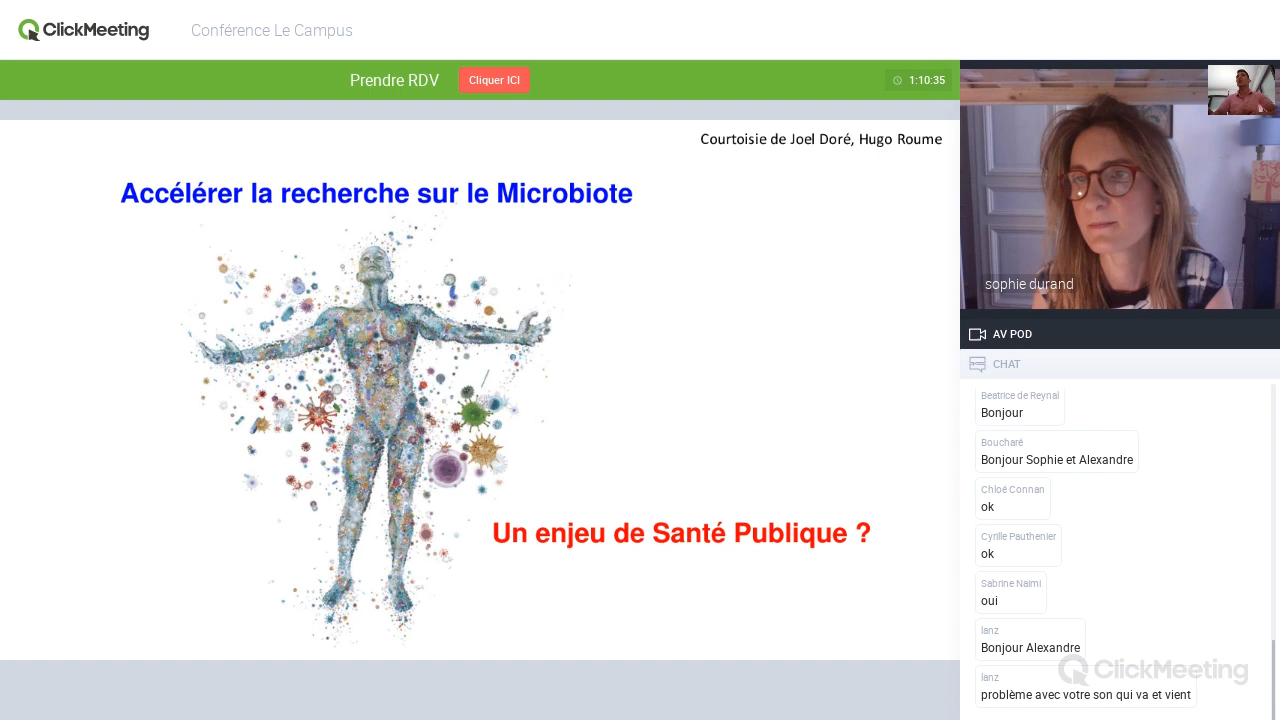 ClickMeeting
Conférence Le Campus
Prendre RDV
Cliquer ICI
1:10:35
Courtoisie de Joel Doré, Hugo Roume
Accélérer la recherche sur le Microbiote
Un enjeu de Santé Publique ?
sophie durand
AV POD
CHAT
Beatrice de Reynal
Bonjour
Boucharé
Bonjour Sophie et Alexandre
Chloé Connan
ok
Cyrille Pauthenier
ok
Sabrine Naimi
oui
lanz
Bonjour Alexandre
lanz
problème avec votre son qui va et vient
ClickMeeting